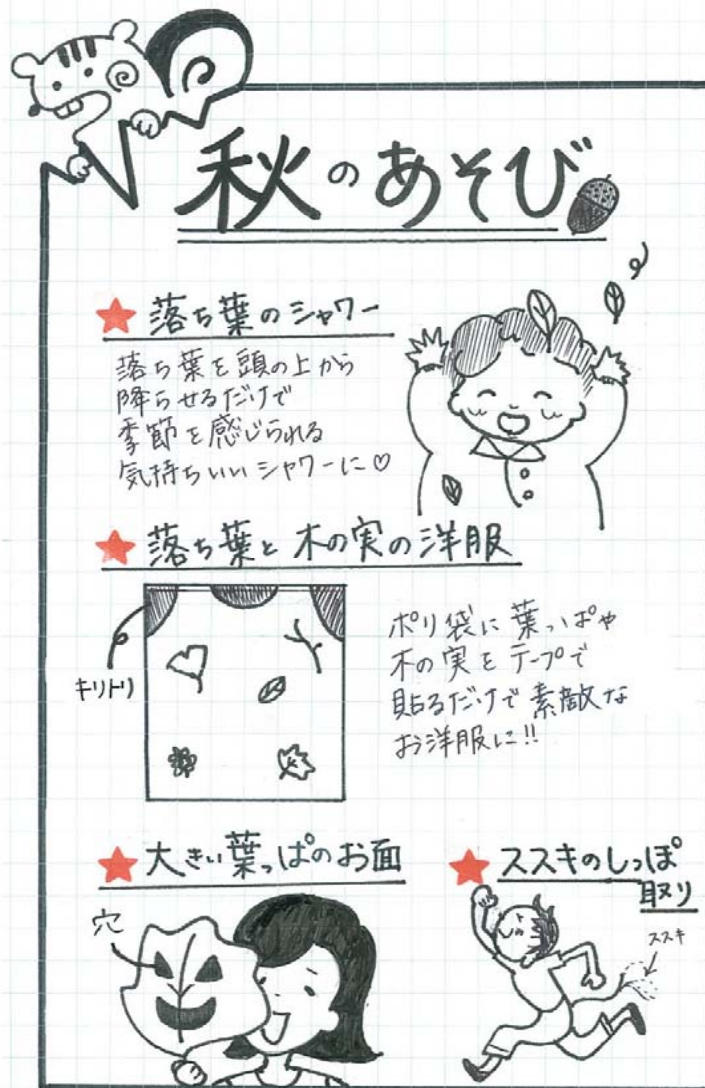 秋のあそび
落ち葉のシャワー
落ち葉を頭の上から
降らせるだけで
季節を感じられる
気持ちいいシャワーに♡
落ち葉と木の実の洋服
キリトリ
ポリ袋に葉っぱや
木の実をテープで
貼るだけで素敵な
お洋服に!!
大きい葉っぱのお面
穴
ススキのしっぽ
取り
ススキ